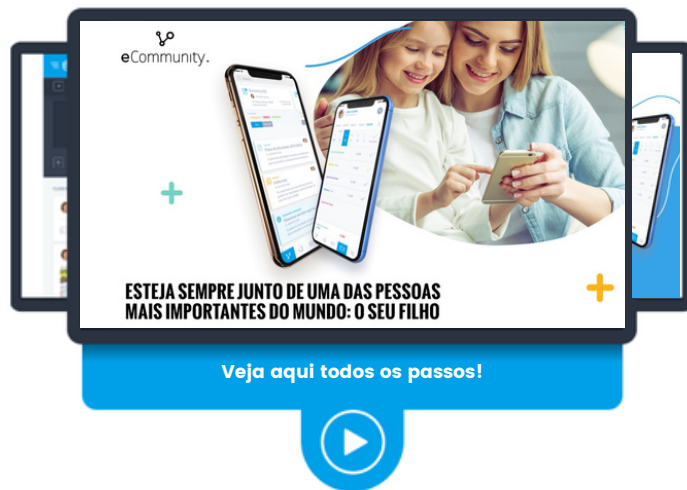 eCommunity.
ESTEJA SEMPRE JUNTO DE UMA DAS PESSOAS
MAIS IMPORTANTES DO MUNDO: O SEU FILHO
Veja aqui todos os passos!